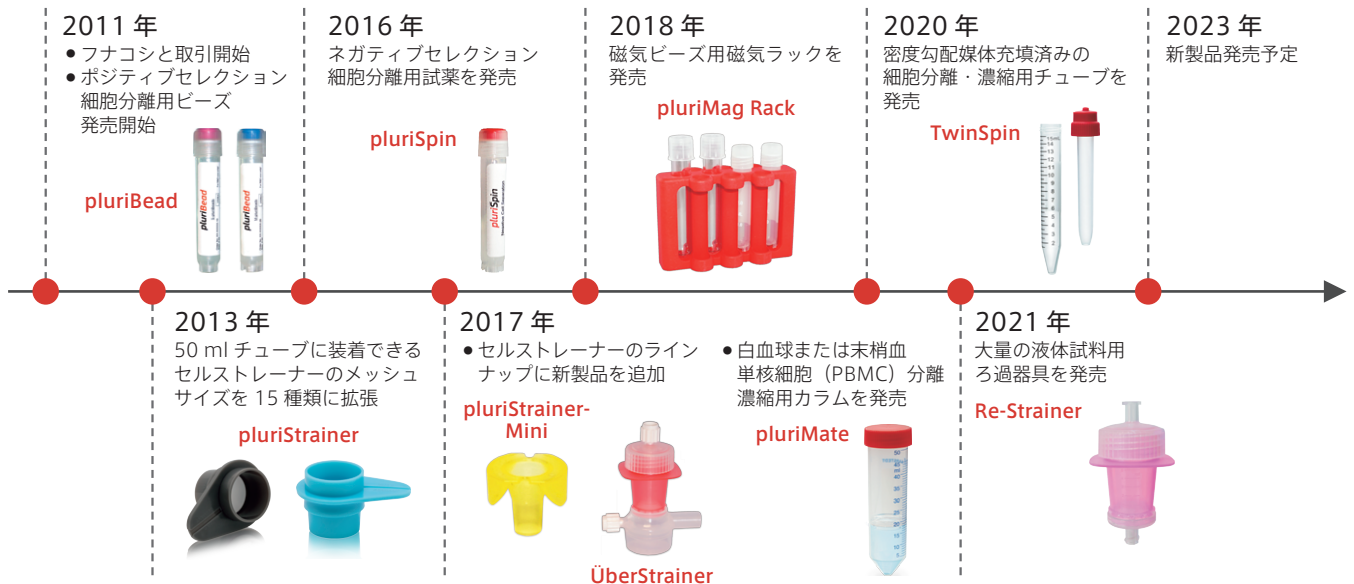 2011 年
• フナコシと取引開始
• ポジティブセレクション
細胞分離用ビーズ
発売開始
pluriBead
pluriBead
pluriBead
2016 年
ネガティブセレクション
細胞分離用試薬を発売
pluriSpin
pluriSpin
2018 年
磁気ビーズ用磁気ラックを
発売
pluriMag Rack
2020 年
密度勾配媒体充填済みの
細胞分離・濃縮用チューブを
発売
TwinSpin
2023 年
新製品発売予定
2013 年
50 ml チューブに装着できる
セルストレーナーのメッシュ
サイズを 15 種類に拡張
pluriStrainer
2017 年
• セルストレーナーのライン
ナップに新製品を追加
pluriStrainer-
Mini
ÜberStrainer
• 白血球または末梢血
単核細胞（PBMC）分離
濃縮用カラムを発売
pluriMate
2021 年
大量の液体試料用
ろ過器具を発売
Re-Strainer